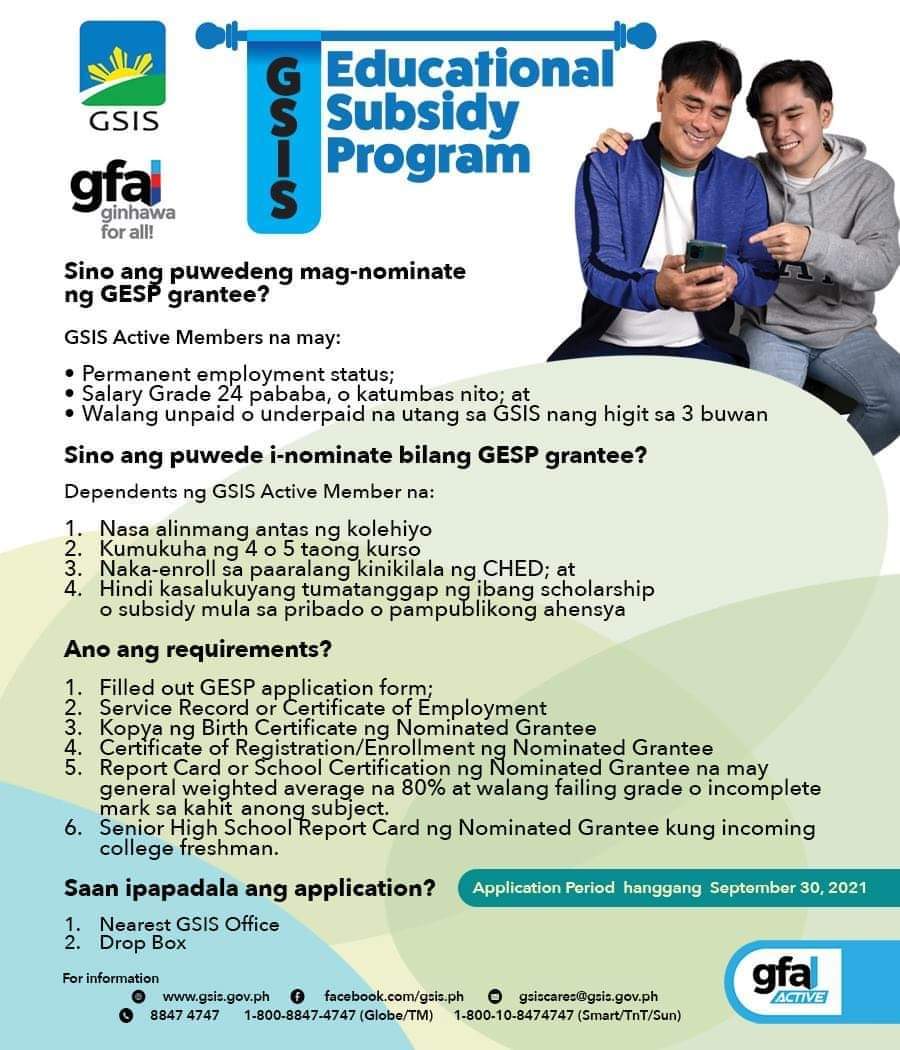 GSIS
gfal
ginhawa
for all!
GSIS
Educational
Subsidy
Program
Sino ang puwedeng mag-nominate
ng GESP grantee?
GSIS Active Members na may:
• Permanent employment status;
• Salary Grade 24 pababa, o katumbas nito; at
• Walang unpaid o underpaid na utang sa GSIS nang higit sa 3 buwan
Sino ang puwede i-nominate bilang GESP grantee?
Dependents ng GSIS Active Member na:
1. Nasa alinmang antas ng kolehiyo
2. Kumukuha ng 4 o 5 taong kurso
3. Naka-enroll sa paaralang kinikilala ng CHED; at
4. Hindi kasalukuyang tumatanggap ng ibang scholarship
o subsidy mula sa pribado o pampublikong ahensya
Ano ang requirements?
1. Filled out GESP application form;
2. Service Record or Certificate of Employment
3. Kopya ng Birth Certificate ng Nominated Grantee
4. Certificate of Registration/Enrollment ng Nominated Grantee
5. Report Card or School Certification ng Nominated Grantee na may
general weighted average na 80% at walang failing grade o incomplete
mark sa kahit anong subject.
6. Senior High School Report Card ng Nominated Grantee kung incoming
college freshman.
Saan ipapadala ang application?
Application Period hanggang September 30, 2021
1. Nearest GSIS Office
2. Drop Box
For information
www.gsis.gov.ph facebook.com/gsis.ph gsiscares@gsis.gov.ph
8847 4747 1-800-8847-4747 (Globe/TM) 1-800-10-8474747 (Smart/TnT/Sun)
gfal
ACTIVE